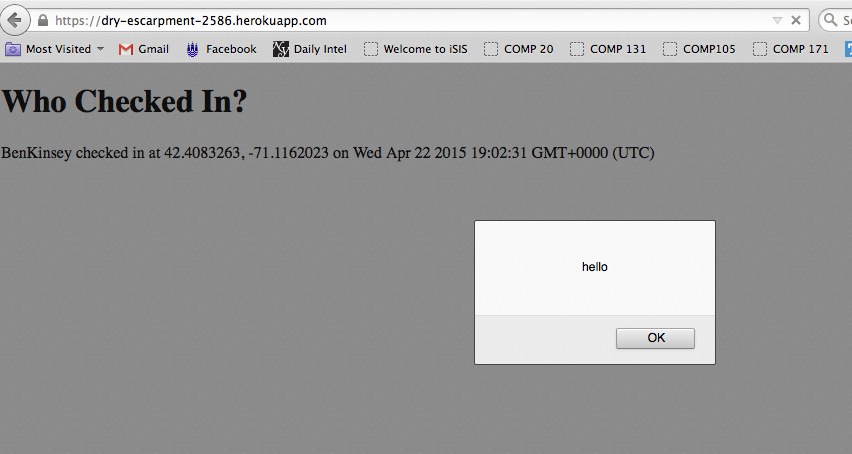 https://dry-escarpment-2586.herokuapp.com
Most Visited Gmail Facebook Daily Intel Welcome to iSIS COMP 20 COMP 131 COMP105 COMP 171
Who Checked In?
BenKinsey checked in at 42.4083263, -71.1162023 on Wed Apr 22 2015 19:02:31 GMT+0000 (UTC)
hello
OK